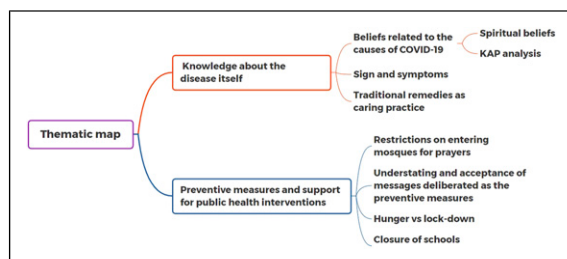 Beliefs related to the
causes of COVID-19
Spiritual beliefs
KAP analysis
Knowledge about the
disease itself
Sign and symptoms
Traditional remedies as
caring practice
Thematic map
Restrictions on entering
mosques for prayers
Understating and acceptance of
messages deliberated as the
preventive measures
Preventive measures and support
for public health interventions
Hunger vs lock-down
Closure of schools